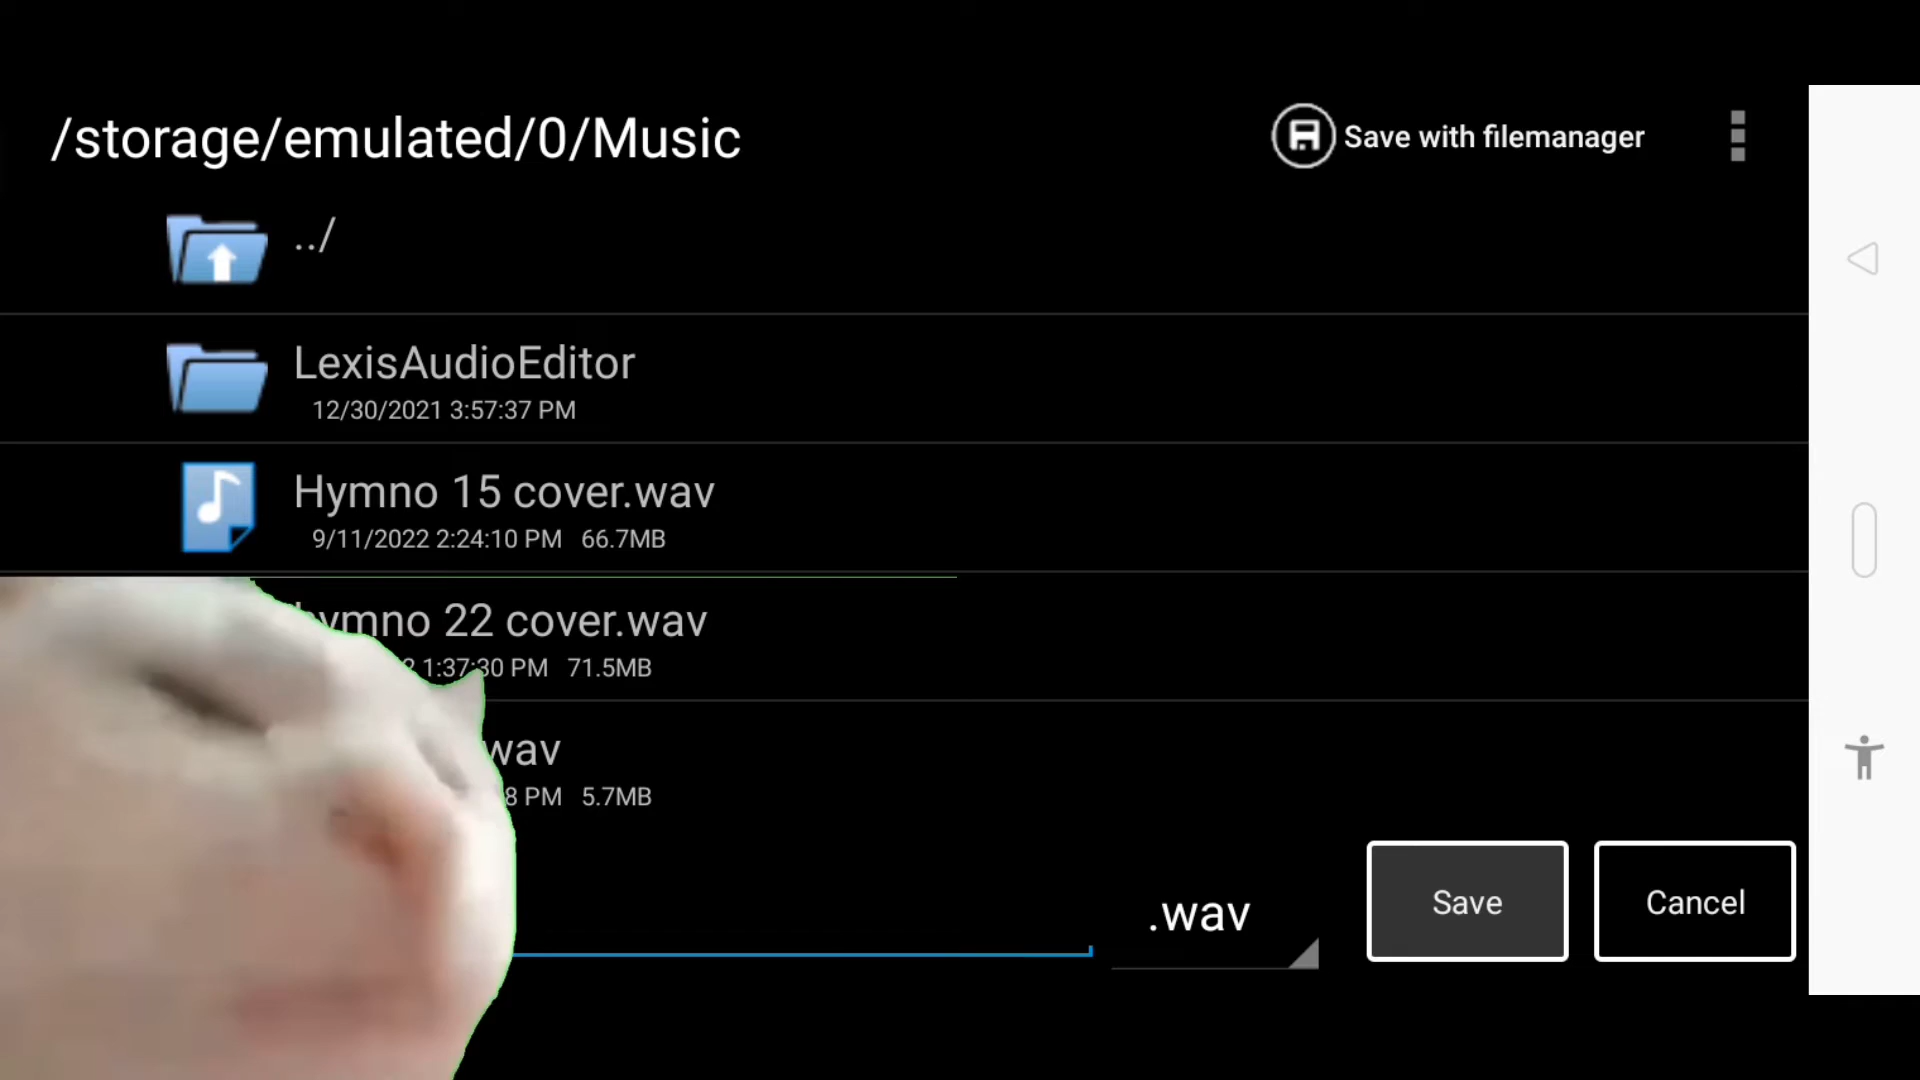 /storage/emulated/0/Music
Save with filemanager
../
LexisAudioEditor
12/30/2021 3:57:37 PM
Hymno 15 cover.wav
9/11/2022 2:24:10 PM 66.7MB
hymno 22 cover.wav
1:37:30 PM 71.5MB
wav
8 PM 5.7MB
.wav
Save
Cancel